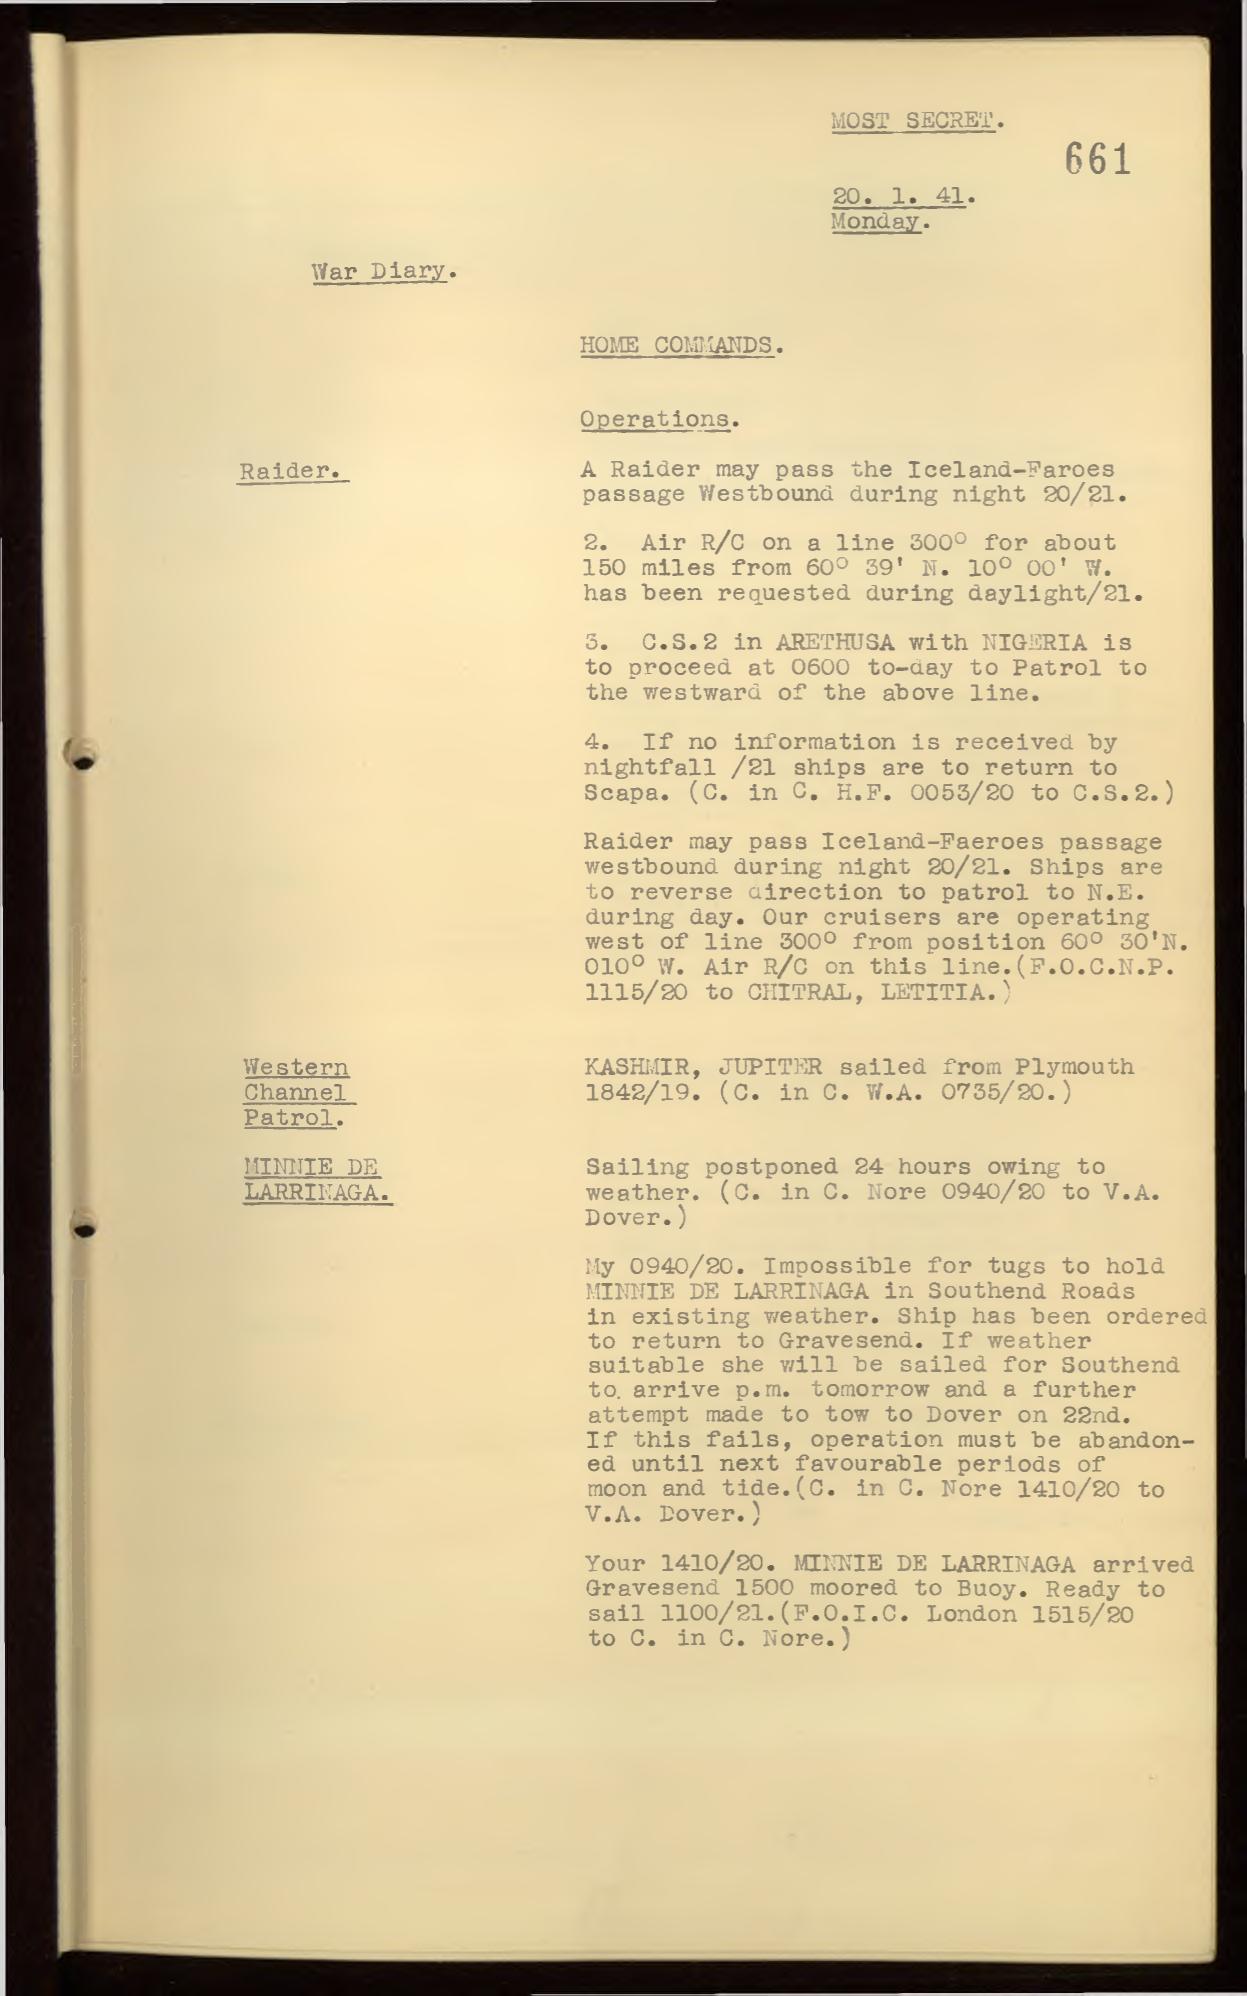 MOST SECRET.
661
20. 1. 41.
Monday.
War Diary.
HOME COMMANDS.
Operations.
Raider.
A Raider may pass the Iceland-Faroes
passage Westbound during night 20/21.
2. Air R/C on a line 300° for about
150 miles from 60° 39' N. 10° 00' W.
has been requested during daylight/21.
3. C.S.2 in ARETHUSA with NIGERIA is
to proceed at 0600 to-day to Patrol to
the westward of the above line.
4. If no information is received by
nightfall /21 ships are to return to
Scapa. (C. in C. H.F. 0053/20 to C.S.2.)
Raider may pass Iceland-Faeroes passage
westbound during night 20/21. Ships are
to reverse direction to patrol to N.E.
during day. Our cruisers are operating
west of line 300° from position 60° 30'N.
010° W. Air R/C on this line.(F.O.C.N.P.
1115/20 to CHITRAL, LETITIA.)
Western
Channel
Patrol.
KASHMIR, JUPITER sailed from Plymouth
1842/19. (C. in C. W.A. 0735/20.)
MINNIE DE
LARRINAGA.
Sailing postponed 24 hours owing to
weather. (C. in C. Nore 0940/20 to V.A.
Dover.)
My 0940/20. Impossible for tugs to hold
MINNIE DE LARRINAGA in Southend Roads
in existing weather. Ship has been ordered
to return to Gravesend. If weather
suitable she will be sailed for Southend
to. arrive p.m. tomorrow and a further
attempt made to tow to Dover on 22nd.
If this fails, operation must be abandon-
ed until next favourable periods of
moon and tide.(C. in C. Nore 1410/20 to
V.A. Dover.)
Your 1410/20. MINNIE DE LARRINAGA arrived
Gravesend 1500 moored to Buoy. Ready to
sail 1100/21.(F.O.I.C. London 1515/20
to C. in C. Nore.)